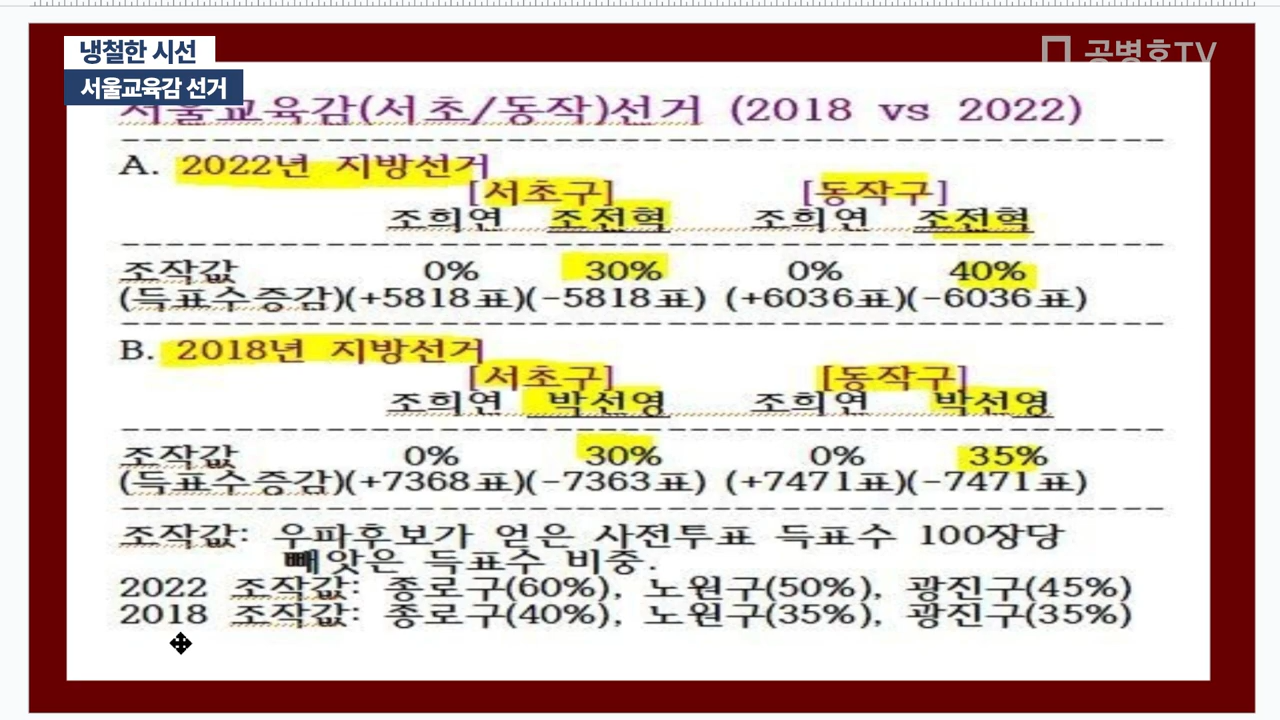 냉철한 시선
공병호TV
서울교육감 선거
서울교육감(서초/동작)선거 (2018 vs 2022)
A. 2022년 지방선거
[서초구] [동작구]
조희연 조전혁 조희연 조전혁
조작값 0% 30% 0% 40%
(득표수증감)(+5818표)(-5818표) (+6036표)(-6036표)
B. 2018년 지방선거
[서초구] [동작구]
조희연 박선영 조희연 박선영
조작값 0% 30% 0% 35%
(득표수증감)(+7368표)(-7363표) (+7471표)(-7471표)
조작값: 우파후보가 얻은 사전투표 득표수 100장당
빼앗은 득표수 비중.
2022 조작값: 종로구(60%), 노원구(50%), 광진구(45%)
2018 조작값: 종로구(40%), 노원구(35%), 광진구(35%)